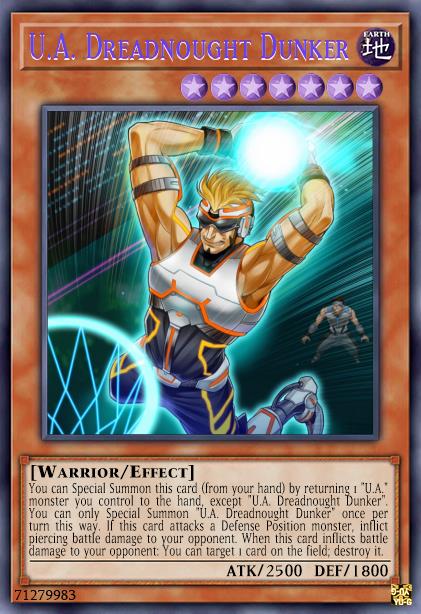 U.A. Dreadnought Dunker
EARTH
地
[Warrior/Effect]
You can Special Summon this card (from your hand) by returning 1 "U.A."
monster you control to the hand, except "U.A. Dreadnought Dunker".
You can only Special Summon "U.A. Dreadnought Dunker" once per
turn this way. If this card attacks a Defense Position monster, inflict
piercing battle damage to your opponent. When this card inflicts battle
damage to your opponent: You can target 1 card on the field; destroy it.
ATK/2500 DEF/1800
71279983